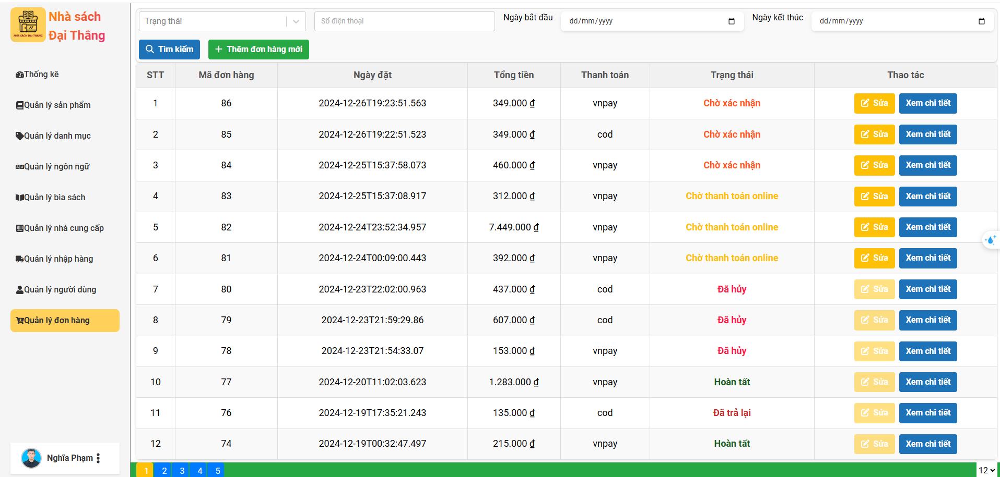 NHÀ SÁCH ĐẠI THẮNG
Nhà sách
Đại Thắng
Thống kê
Quản lý sản phẩm
Quản lý danh mục
Quản lý ngôn ngữ
Quản lý bìa sách
Quản lý nhà cung cấp
Quản lý nhập hàng
Quản lý người dùng
Quản lý đơn hàng
Nghĩa Phạm
Trạng thái Số điện thoại Ngày bắt đầu dd/mm/yyyy Ngày kết thúc dd/mm/yyyy
Tìm kiếm Thêm đơn hàng mới
STT Mã đơn hàng Ngày đặt Tổng tiền Thanh toán Trạng thái Thao tác
1 86 2024-12-26T19:23:51.563 349.000 ₫ vnpay Chờ xác nhận Sửa Xem chi tiết
2 85 2024-12-26T19:22:51.523 349.000 ₫ cod Chờ xác nhận Sửa Xem chi tiết
3 84 2024-12-25T15:37:58.073 460.000 ₫ vnpay Chờ xác nhận Sửa Xem chi tiết
4 83 2024-12-25T15:37:08.917 312.000 ₫ vnpay Chờ thanh toán online Sửa Xem chi tiết
5 82 2024-12-24T23:52:34.957 7.449.000 ₫ vnpay Chờ thanh toán online Sửa Xem chi tiết
6 81 2024-12-24T00:09:00.443 392.000 ₫ vnpay Chờ thanh toán online Sửa Xem chi tiết
7 80 2024-12-23T22:02:00.963 437.000 ₫ cod Đã hủy Sửa Xem chi tiết
8 79 2024-12-23T21:59:29.86 607.000 ₫ cod Đã hủy Sửa Xem chi tiết
9 78 2024-12-23T21:54:33.07 153.000 ₫ vnpay Đã hủy Sửa Xem chi tiết
10 77 2024-12-20T11:02:03.623 1.283.000 ₫ vnpay Hoàn tất Sửa Xem chi tiết
11 76 2024-12-19T17:35:21.243 135.000 ₫ cod Đã trả lại Sửa Xem chi tiết
12 74 2024-12-19T00:32:47.497 215.000 ₫ vnpay Hoàn tất Sửa Xem chi tiết
1 2 3 4 5 12